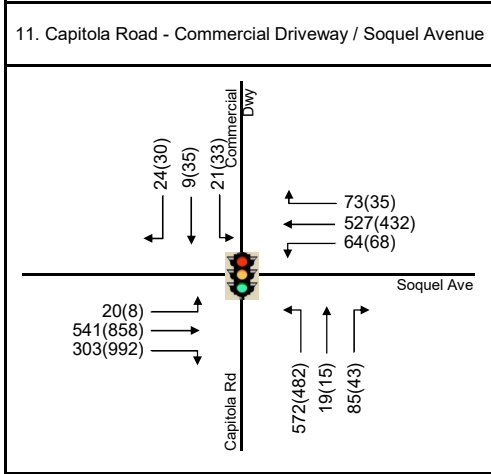 11. Capitola Road - Commercial Driveway / Soquel Avenue
Commercial
Dwy
24(30)
9(35)
21(33)
73(35)
527(432)
64(68)
Soquel Ave
20(8)
541(858)
303(992)
Capitola Rd
572(482)
19(15)
85(43)